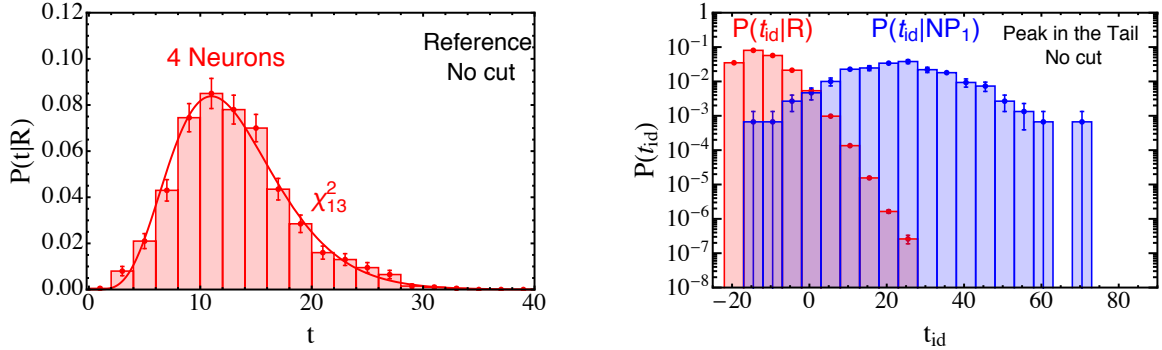 0.12
0.10
0.08
0.06
0.04
0.02
0.00
P(t|R)
4 Neurons
Reference
No cut
χ²₁₃
0 10 20 30 40
t
10⁻¹
10⁻²
10⁻³
10⁻⁴
10⁻⁵
10⁻⁶
10⁻⁷
10⁻⁸
P(t_id)
P(t_id|R) P(t_id|NP₁)
Peak in the Tail
No cut
-20 0 20 40 60 80
t_id